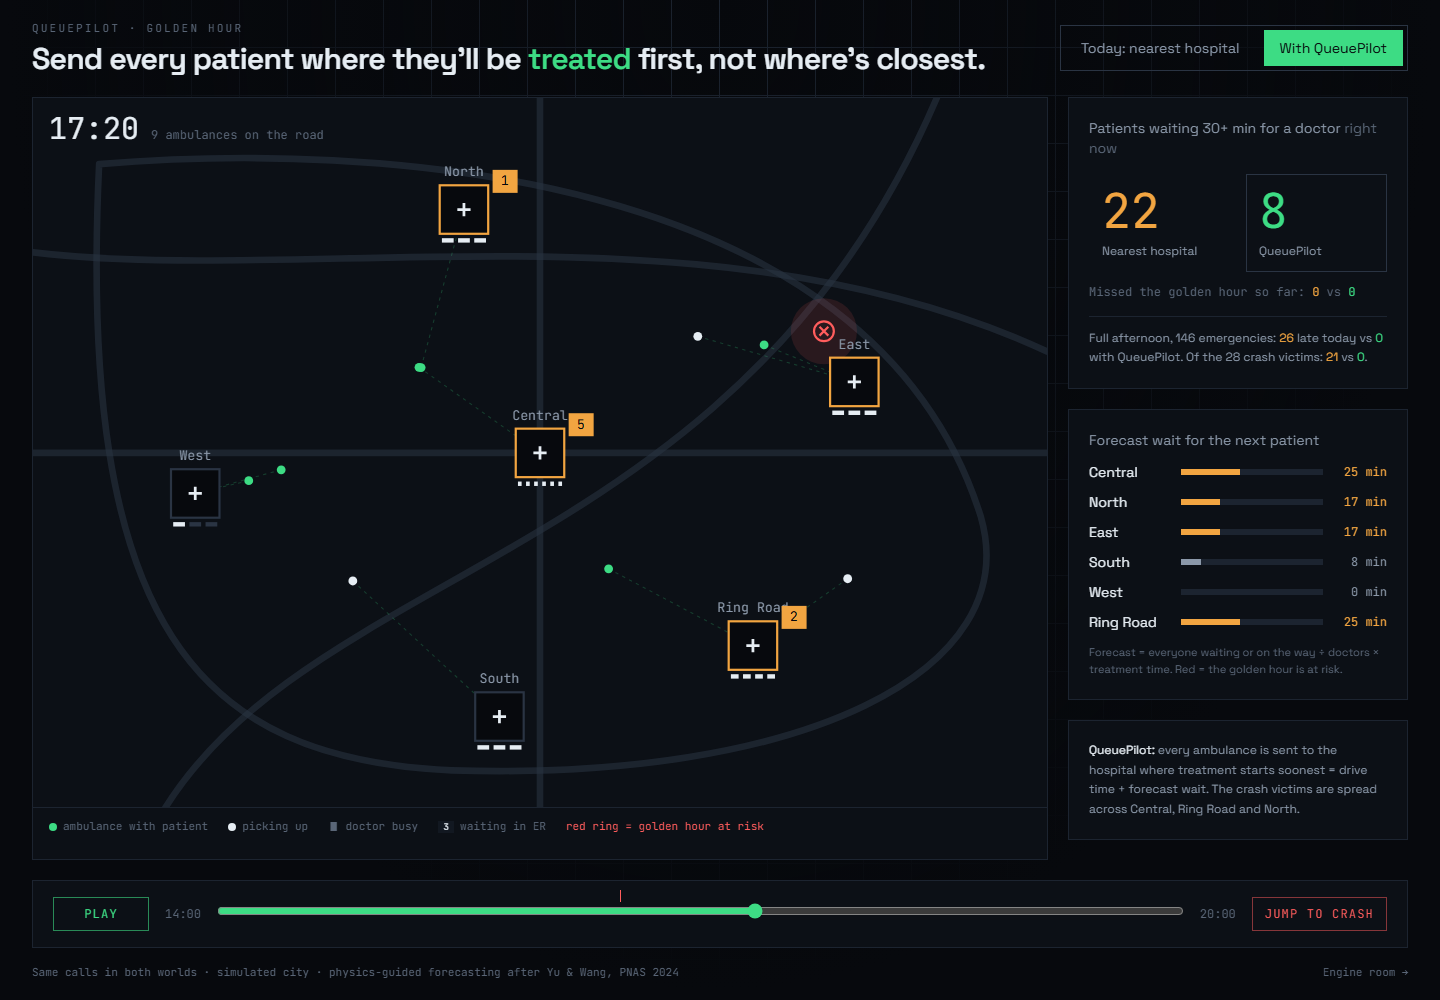 QUEUEPILOT · GOLDEN HOUR
Send every patient where they'll be treated first, not where's closest.
Today: nearest hospital
With QueuePilot
17:20 9 ambulances on the road
North
1
East
Central
5
West
Ring Road
2
South
ambulance with patient
picking up
doctor busy
3 waiting in ER
red ring = golden hour at risk
Patients waiting 30+ min for a doctor right
now
22
Nearest hospital
8
QueuePilot
Missed the golden hour so far: 0 vs 0
Full afternoon, 146 emergencies: 26 late today vs 0
with QueuePilot. Of the 28 crash victims: 21 vs 0.
Forecast wait for the next patient
Central 25 min
North 17 min
East 17 min
South 8 min
West 0 min
Ring Road 25 min
Forecast = everyone waiting or on the way ÷ doctors ×
treatment time. Red = the golden hour is at risk.
QueuePilot: every ambulance is sent to the
hospital where treatment starts soonest = drive
time + forecast wait. The crash victims are spread
across Central, Ring Road and North.
PLAY
14:00
20:00
JUMP TO CRASH
Same calls in both worlds · simulated city · physics-guided forecasting after Yu & Wang, PNAS 2024
Engine room →